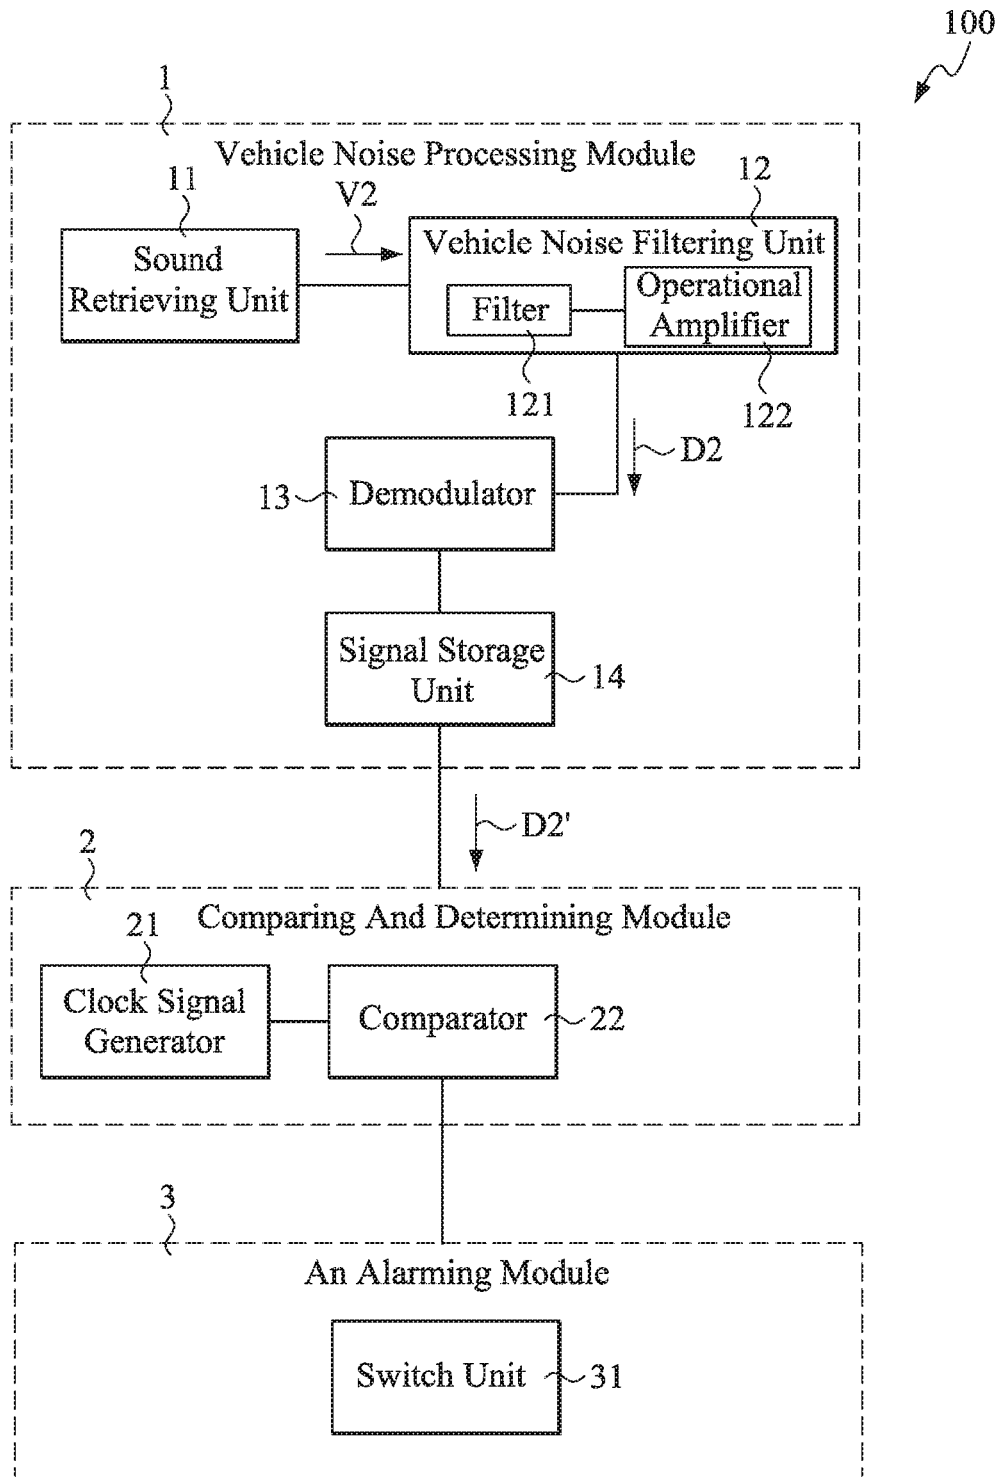 100
1
Vehicle Noise Processing Module
11
V2
12
Sound
Retrieving Unit
Vehicle Noise Filtering Unit
Filter
Operational
Amplifier
121
122
D2
13
Demodulator
Signal Storage
Unit
14
D2'
2
Comparing And Determining Module
21
Clock Signal
Generator
Comparator
22
3
An Alarming Module
Switch Unit
31